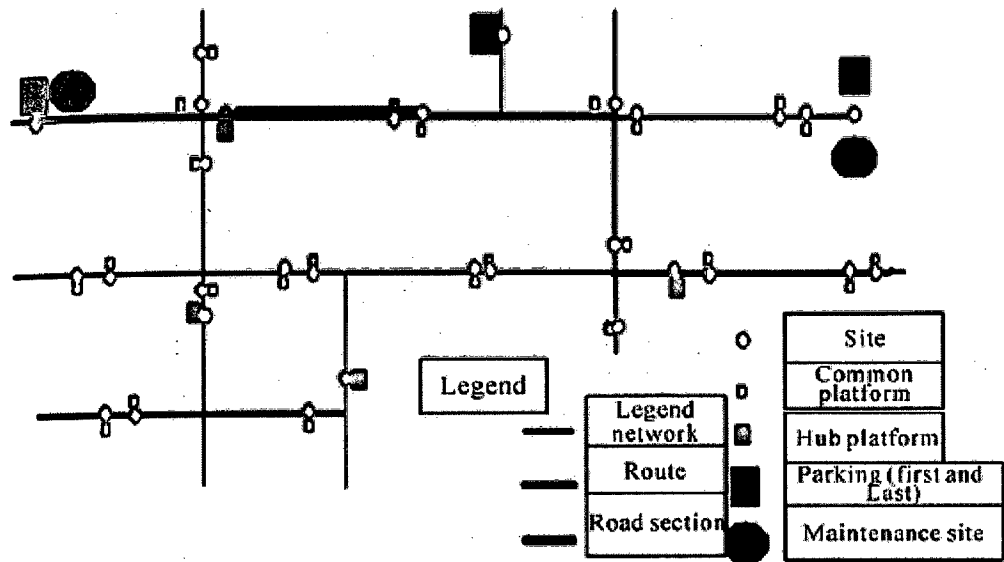 Legend
Legend
network
Route
Road section
Site
Common
platform
Hub platform
Parking (first and
Last)
Maintenance site